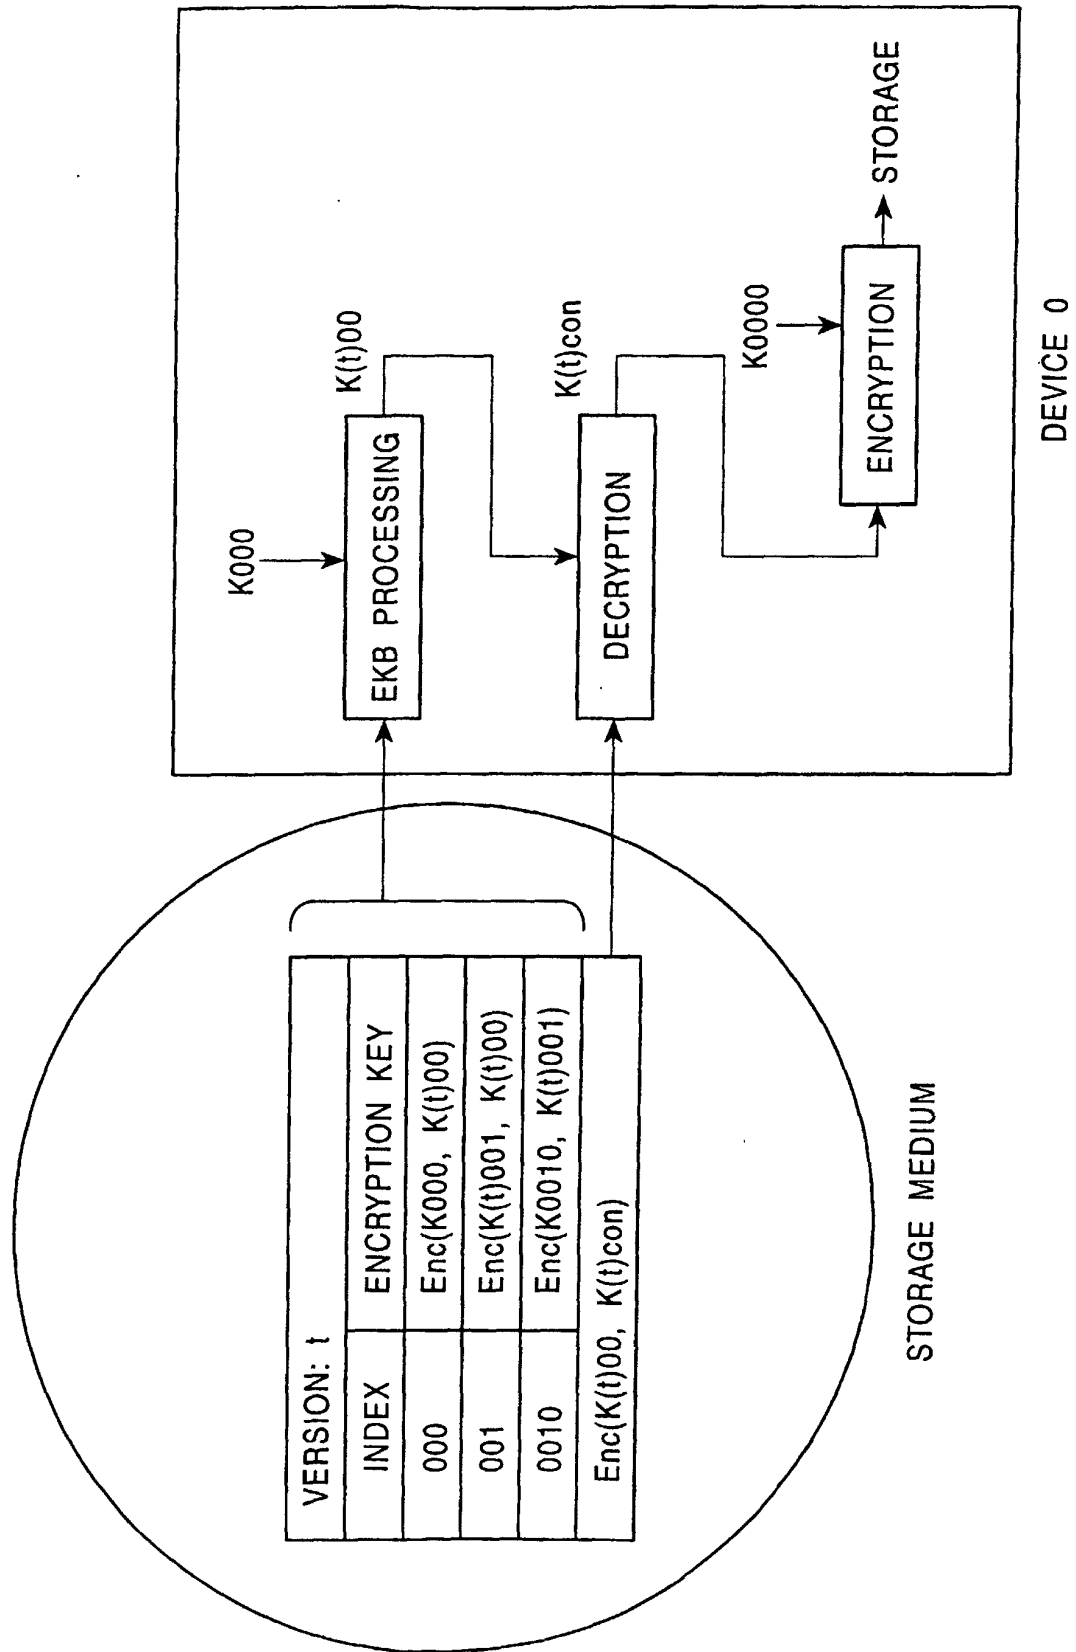 VERSION: t
INDEX ENCRYPTION KEY
000 Enc(K000, K(t)00)
001 Enc(K(t)001, K(t)00)
0010 Enc(K0010, K(t)001)
Enc(K(t)00, K(t)con)
STORAGE MEDIUM
K000
EKB PROCESSING
K(t)00
DECRYPTION
K(t)con
K0000
ENCRYPTION
STORAGE
DEVICE 0